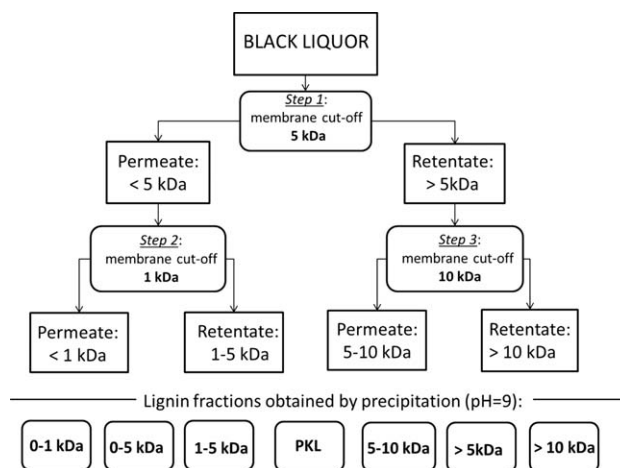 BLACK LIQUOR
Step 1:
membrane cut-off
5 kDa
Permeate:
< 5 kDa
Retentate:
> 5kDa
Step 2:
membrane cut-off
1 kDa
Step 3:
membrane cut-off
10 kDa
Permeate:
< 1 kDa
Retentate:
1-5 kDa
Permeate:
5-10 kDa
Retentate:
> 10 kDa
Lignin fractions obtained by precipitation (pH=9):
0-1 kDa
0-5 kDa
1-5 kDa
PKL
5-10 kDa
> 5kDa
> 10 kDa